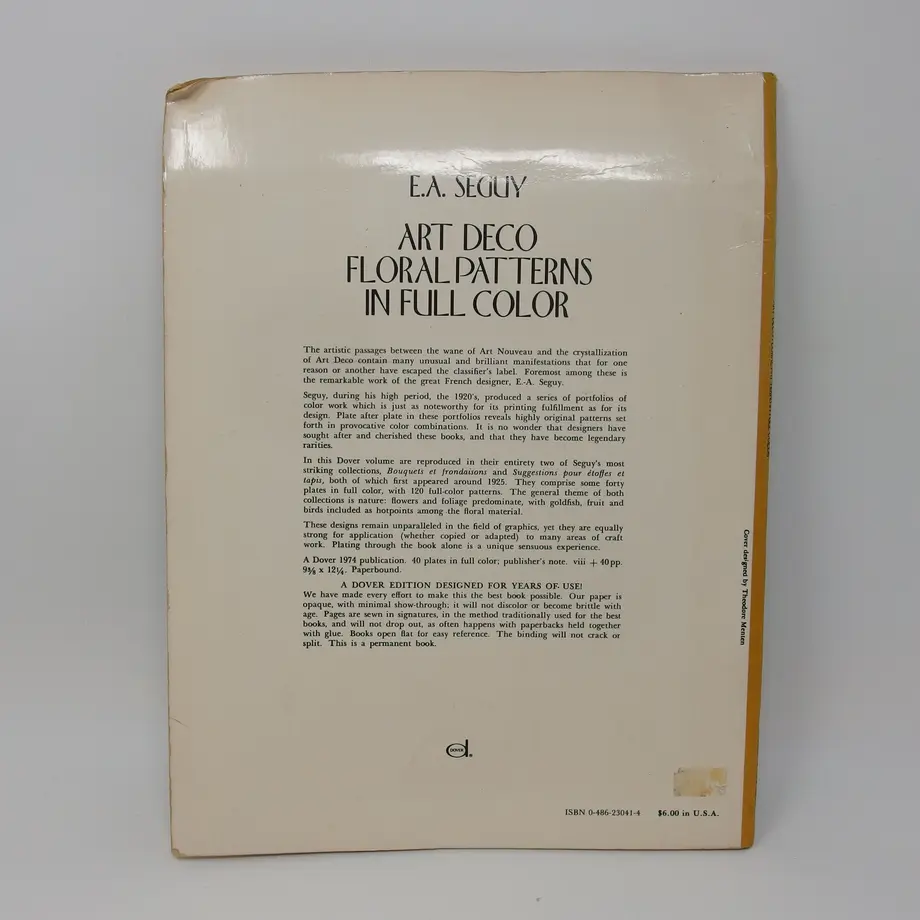 E.A. SEGUY
ART DECO
FLORAL PATTERNS
IN FULL COLOR
The artistic passages between the wane of Art Nouveau and the crystallization
of Art Deco contain many unusual and brilliant manifestations that for one
reason or another have escaped the classifier's label. Foremost among these is
the remarkable work of the great French designer, E.-A. Seguy.
Seguy, during his high period, the 1920's, produced a series of portfolios of
color work which is just as noteworthy for its printing fulfillment as for its
design. Plate after plate in these portfolios reveals highly original patterns set
forth in provocative color combinations. It is no wonder that designers have
sought after and cherished these books, and that they have become legendary
rarities.
In this Dover volume are reproduced in their entirety two of Seguy's most
striking collections, Bouquets et frondaisons and Suggestions pour étoffes et
tapis, both of which first appeared around 1925. They comprise some forty
plates in full color, with 120 full-color patterns. The general theme of both
collections is nature: flowers and foliage predominate, with goldfish, fruit and
birds included as hotpoints among the floral material.
These designs remain unparalleled in the field of graphics, yet they are equally
strong for application (whether copied or adapted) to many areas of craft
work. Plating through the book alone is a unique sensuous experience.
A Dover 1974 publication. 40 plates in full color; publisher's note. viii + 40 pp.
9⅜ x 12¼. Paperbound.
A DOVER EDITION DESIGNED FOR YEARS OF USE!
We have made every effort to make this the best book possible. Our paper is
opaque, with minimal show-through; it will not discolor or become brittle with
age. Pages are sewn in signatures, in the method traditionally used for the best
books, and will not drop out, as often happens with paperbacks held together
with glue. Books open flat for easy reference. The binding will not crack or
split. This is a permanent book.
Cover designed by Theodore Menten
DOVER
ISBN 0-486-23041-4 $6.00 in U.S.A.